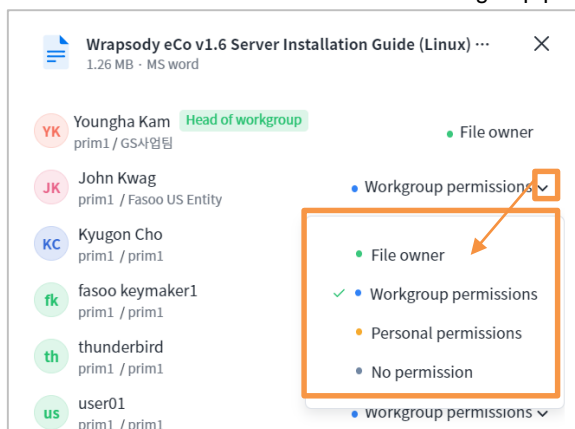 Wrapsody eCo v1.6 Server Installation Guide (Linux) ···
1.26 MB · MS word
YK
Youngha Kam Head of workgroup
prim1 / GS사업팀
File owner
JK
John Kwag
prim1 / Fasoo US Entity
Workgroup permissions
KC
Kyugon Cho
prim1 / prim1
File owner
fk
fasoo keymaker1
prim1 / prim1
Workgroup permissions
Personal permissions
th
thunderbird
prim1 / prim1
No permission
us
user01
prim1 / prim1
Workgroup permissions